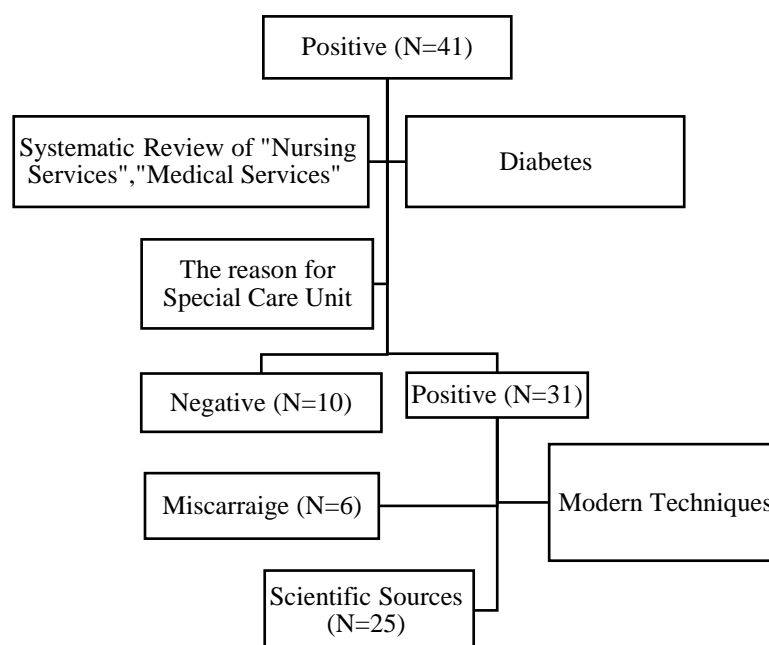 Positive (N=41)
Systematic Review of "Nursing
Services","Medical Services"
Diabetes
The reason for
Special Care Unit
Negative (N=10)
Positive (N=31)
Miscarraige (N=6)
Modern Techniques
Scientific Sources
(N=25)